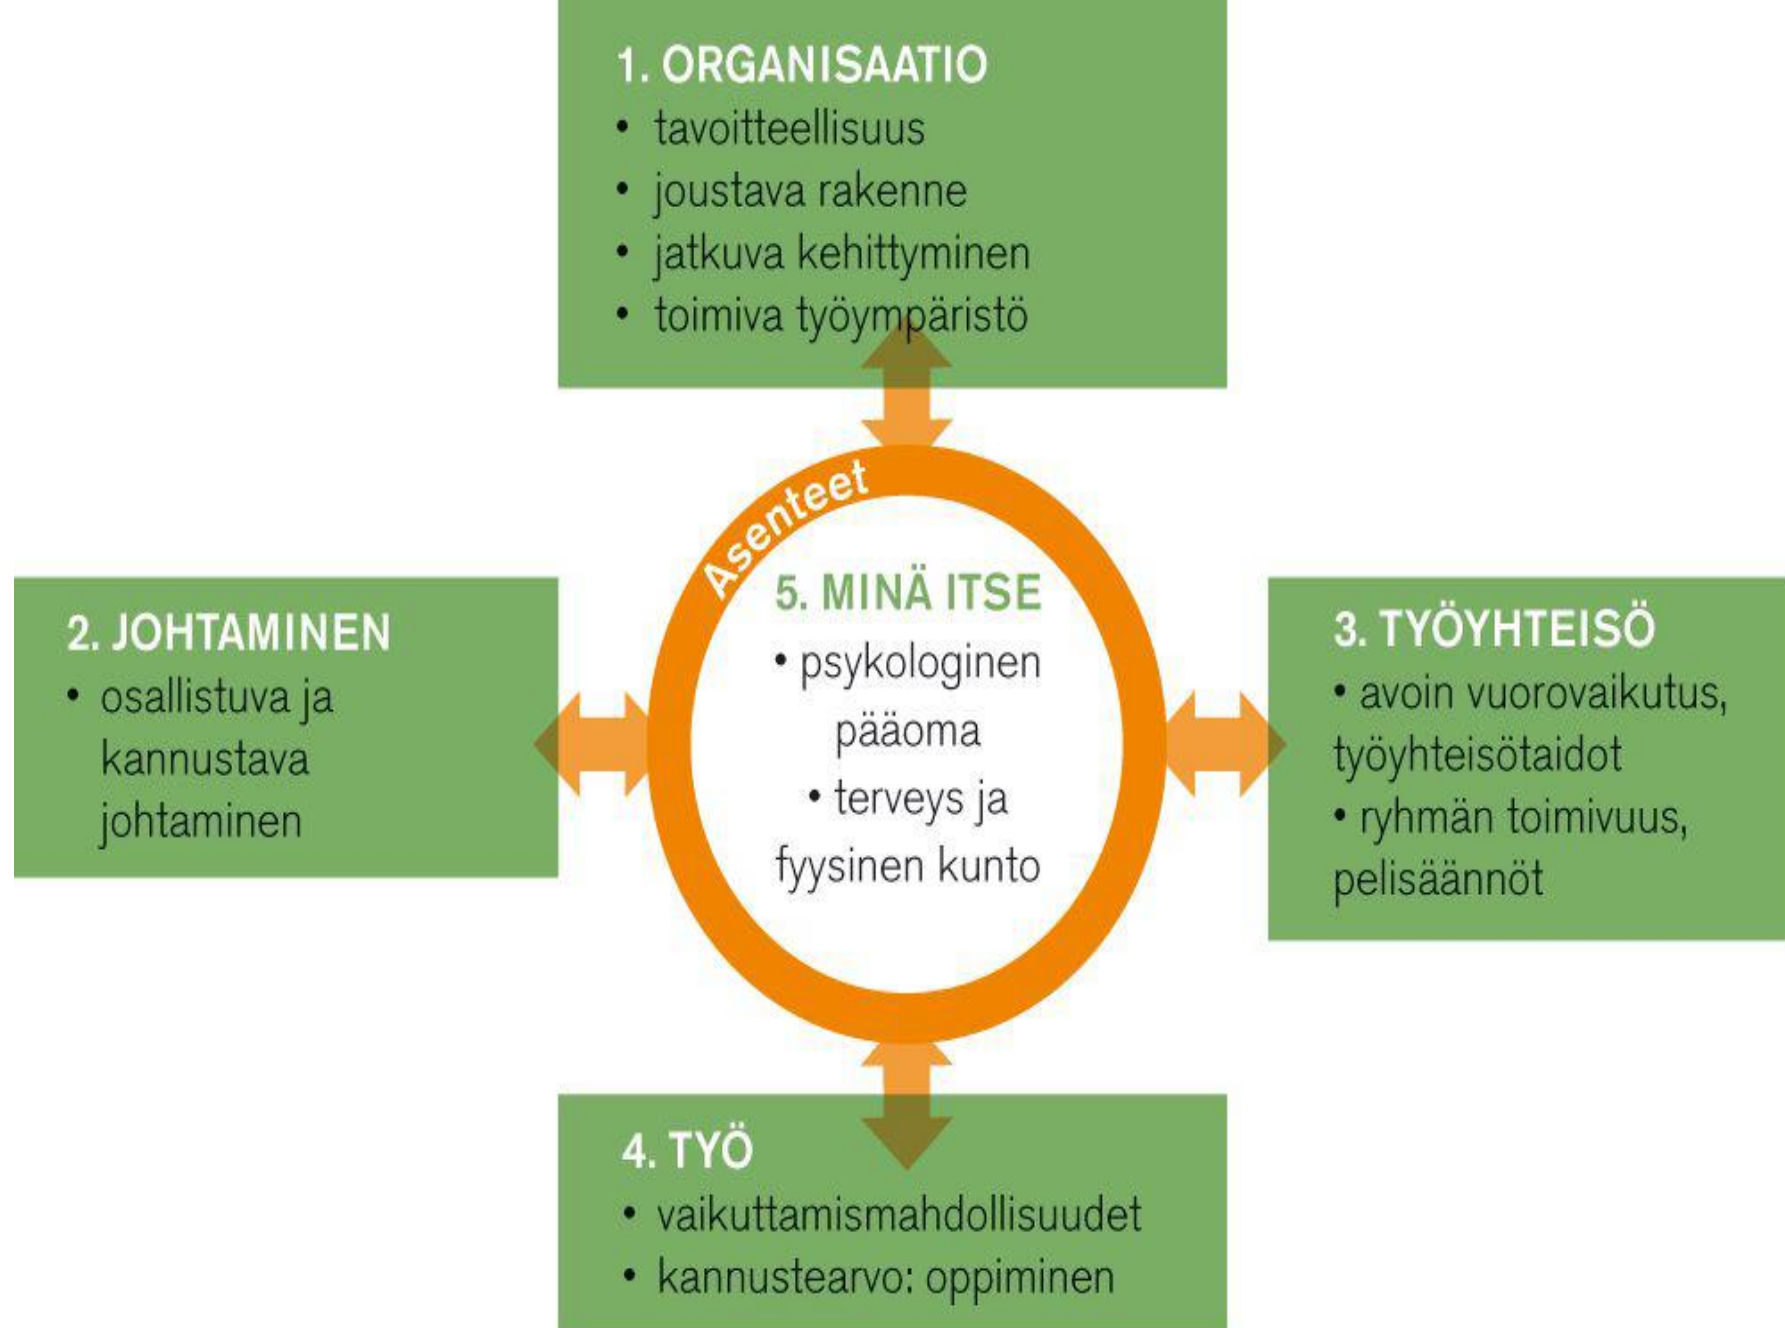 1. ORGANISAATIO
• tavoitteellisuus
• joustava rakenne
• jatkuva kehittyminen
• toimiva työympäristö
Asenteet
2. JOHTAMINEN
• osallistuva ja
kannustava
johtaminen
5. MINÄ ITSE
• psykologinen
pääoma
• terveys ja
fyysinen kunto
3. TYÖYHTEISÖ
• avoin vuorovaikutus,
työyhteisötaidot
• ryhmän toimivuus,
pelisäännöt
4. TYÖ
• vaikuttamismahdollisuudet
• kannustearvo: oppiminen